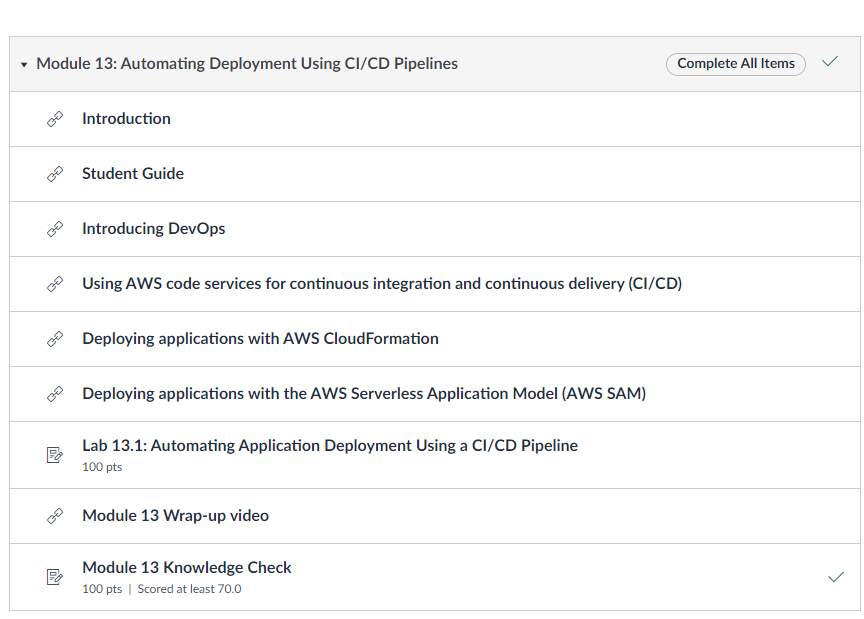 Module 13: Automating Deployment Using CI/CD Pipelines
Complete All Items
Introduction
Student Guide
Introducing DevOps
Using AWS code services for continuous integration and continuous delivery (CI/CD)
Deploying applications with AWS CloudFormation
Deploying applications with the AWS Serverless Application Model (AWS SAM)
Lab 13.1: Automating Application Deployment Using a CI/CD Pipeline
100 pts
Module 13 Wrap-up video
Module 13 Knowledge Check
100 pts | Scored at least 70.0